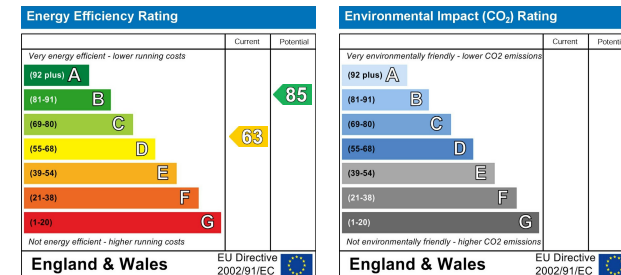 Energy Efficiency Rating
Current Potential
Very energy efficient - lower running costs
(92 plus) A
(81-91) B
85
(69-80) C
63
(55-68) D
(39-54) E
(21-38) F
(1-20) G
Not energy efficient - higher running costs
England & Wales
EU Directive
2002/91/EC
Environmental Impact (CO2) Rating
Current Potenti
Very environmentally friendly - lower CO2 emissions
(92 plus) A
(81-91) B
(69-80) C
(55-68) D
(39-54) E
(21-38) F
(1-20) G
Not environmentally friendly - higher CO2 emissions
England & Wales
EU Directive
2002/91/EC